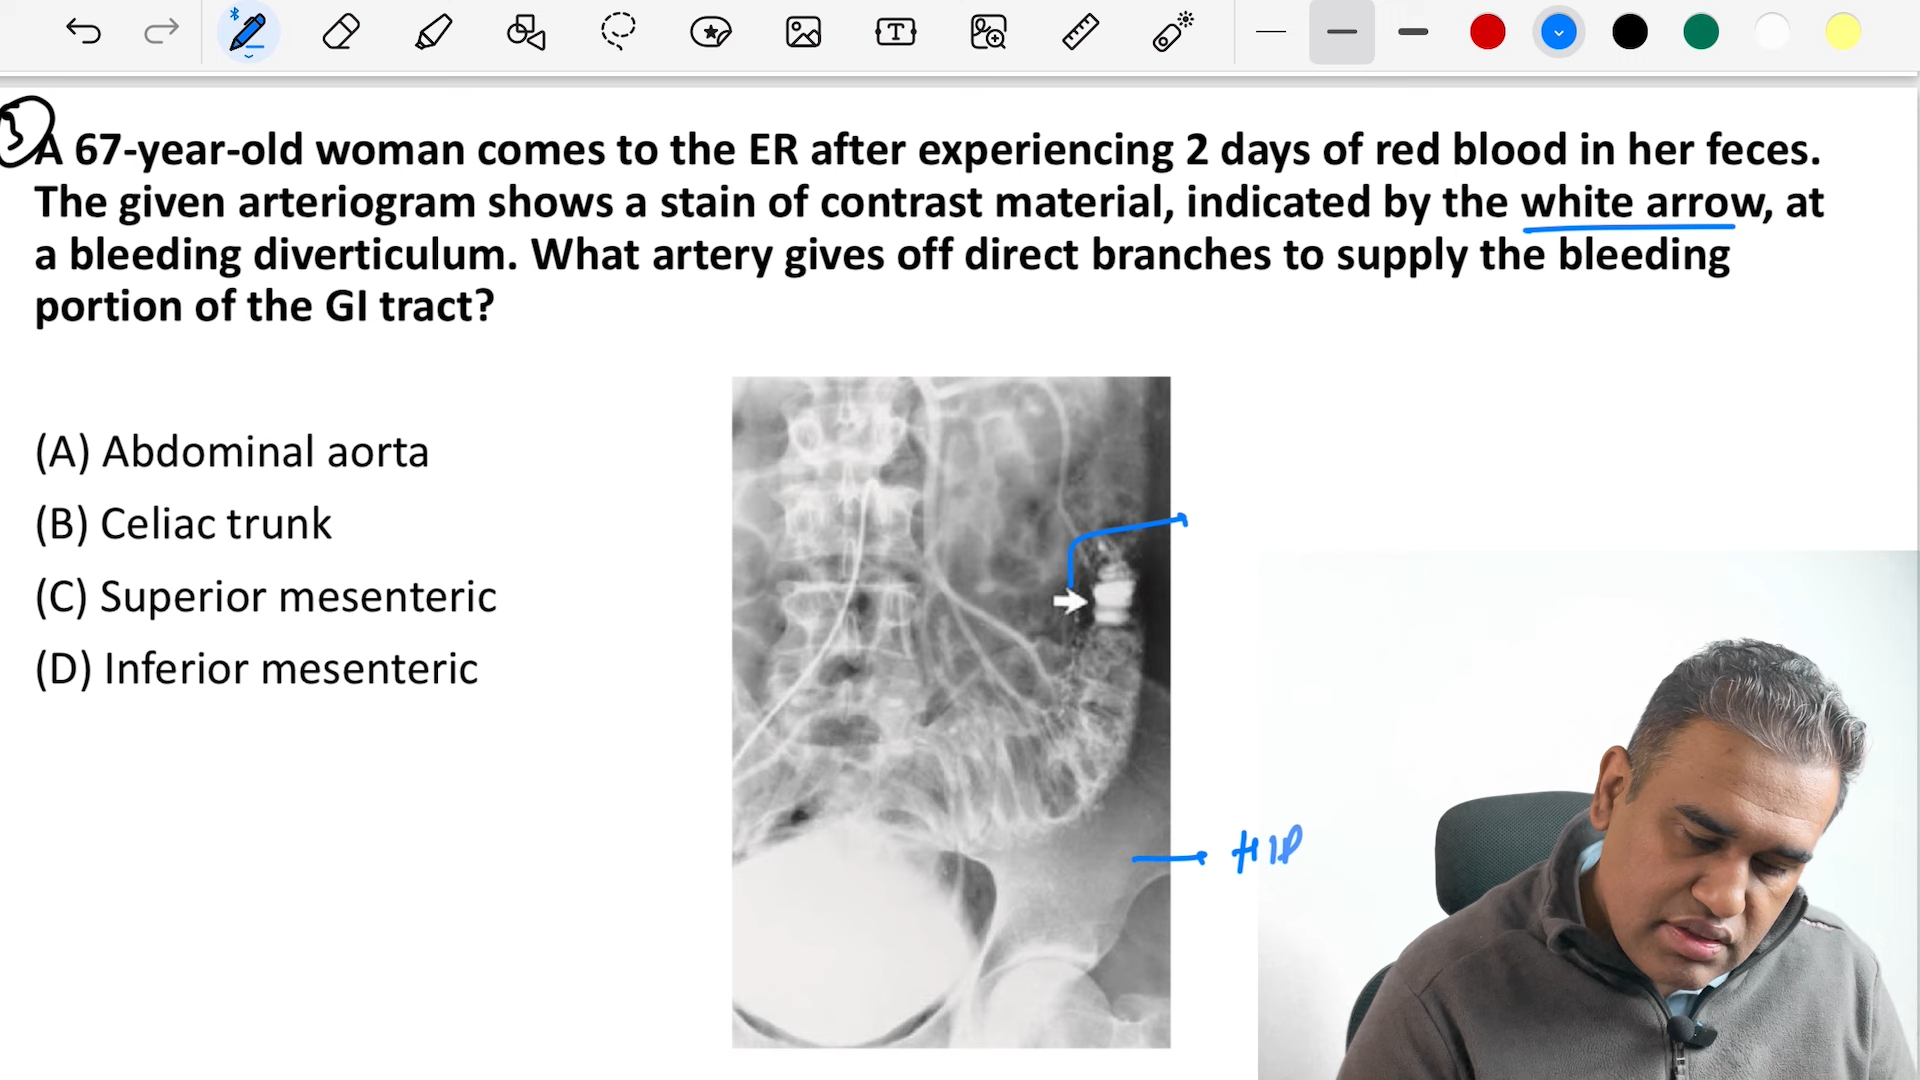 3
A 67-year-old woman comes to the ER after experiencing 2 days of red blood in her feces.
The given arteriogram shows a stain of contrast material, indicated by the white arrow, at
a bleeding diverticulum. What artery gives off direct branches to supply the bleeding
portion of the GI tract?
(A) Abdominal aorta
(B) Celiac trunk
(C) Superior mesenteric
(D) Inferior mesenteric
HIP